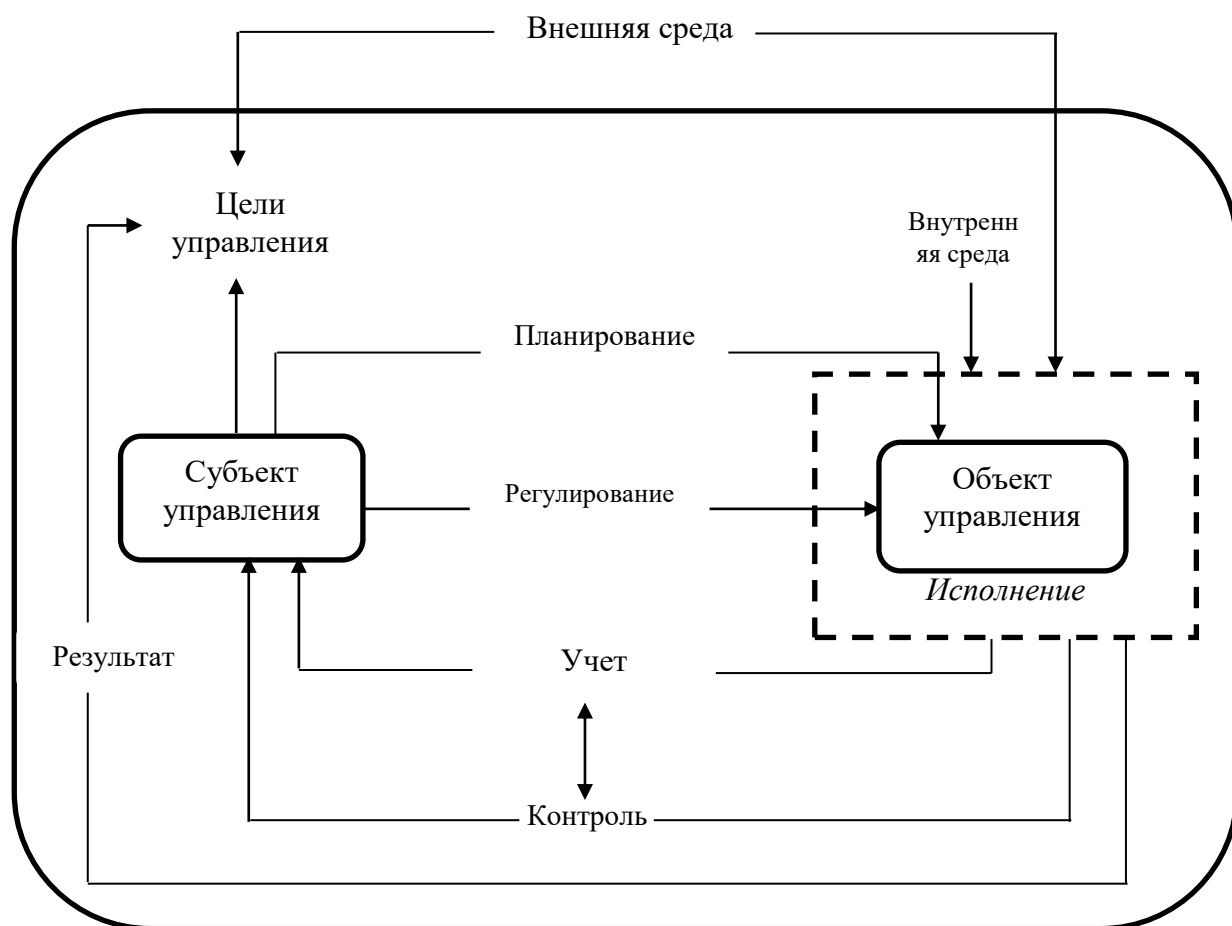 Внешняя среда
Цели
управления
Внутренн
яя среда
Планирование
Субъект
управления
Регулирование
Объект
управления
Исполнение
Результат
Учет
Контроль